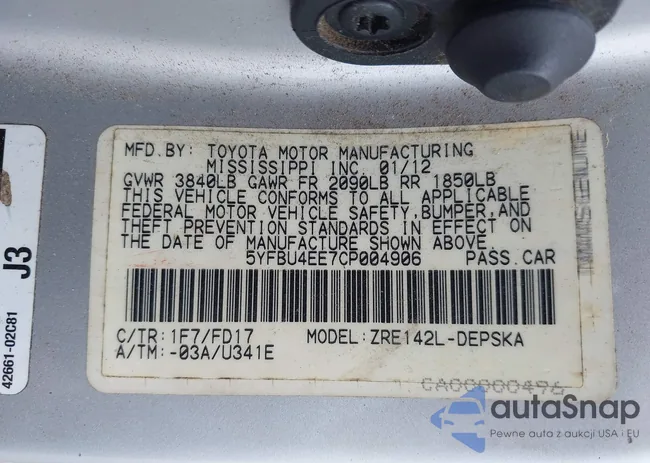 MFD.BY: TOYOTA MOTOR MANUFACTURING
MISSISSIPPI INC. 01/12
GVWR 3840LB GAWR FR 2090LB RR 1850LB
THIS VEHICLE CONFORMS TO ALL APPLICABLE
FEDERAL MOTOR VEHICLE SAFETY,BUMPER,AND
THEFT PREVENTION STANDARDS IN EFFECT ON
THE DATE OF MANUFACTURE SHOWN ABOVE.
5YFBU4EE7CP004906 PASS.CAR
C/TR:1F7/FD17 MODEL:ZRE142L-DEPSKA
A/TM:-03A/U341E
J3
42661-02C81
autaSnap
Pewne auta z aukcji USA i EU